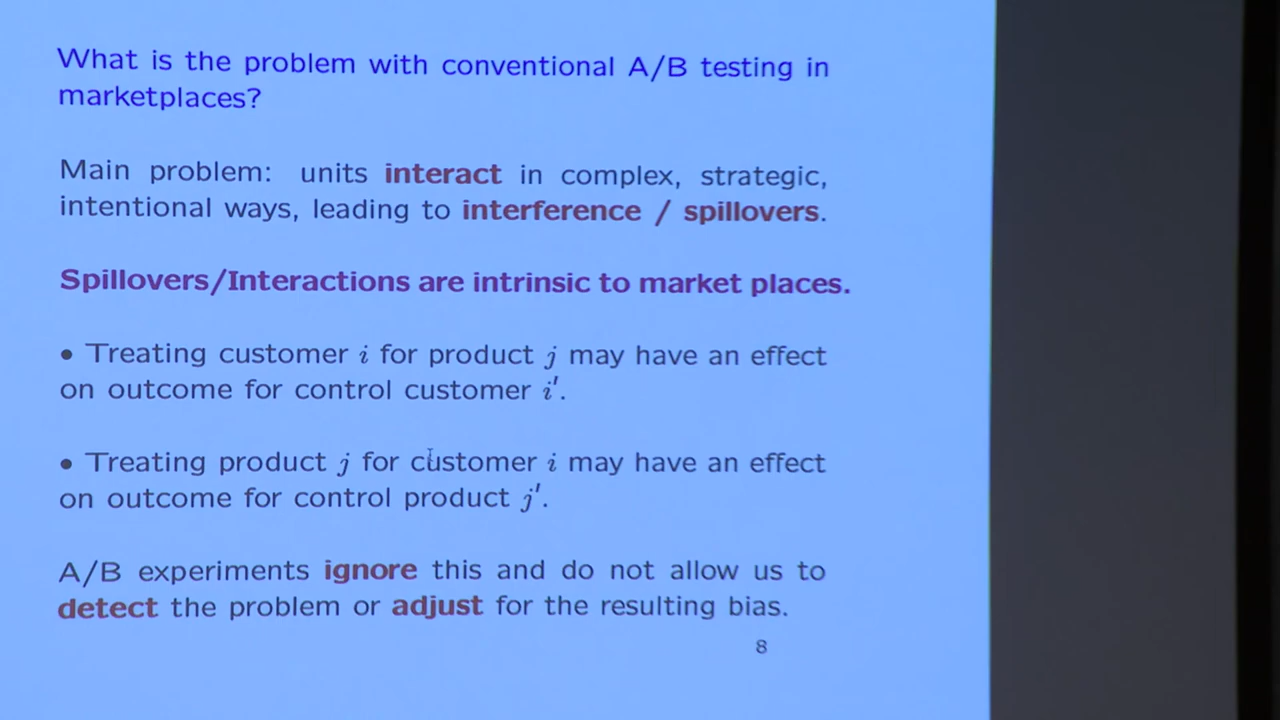 What is the problem with conventional A/B testing in
marketplaces?
Main problem: units interact in complex, strategic,
intentional ways, leading to interference / spillovers.
Spillovers/Interactions are intrinsic to market places.
• Treating customer i for product j may have an effect
on outcome for control customer i′.
• Treating product j for customer i may have an effect
on outcome for control product j′.
A/B experiments ignore this and do not allow us to
detect the problem or adjust for the resulting bias.
8